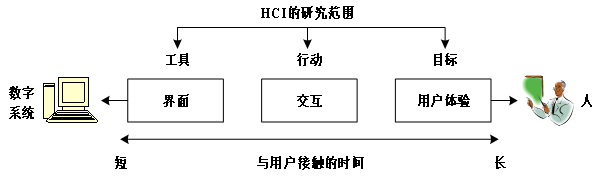 HCI的研究范围
工具 行动 目标
数字
系统
界面 交互 用户体验 人
短 与用户接触的时间 长